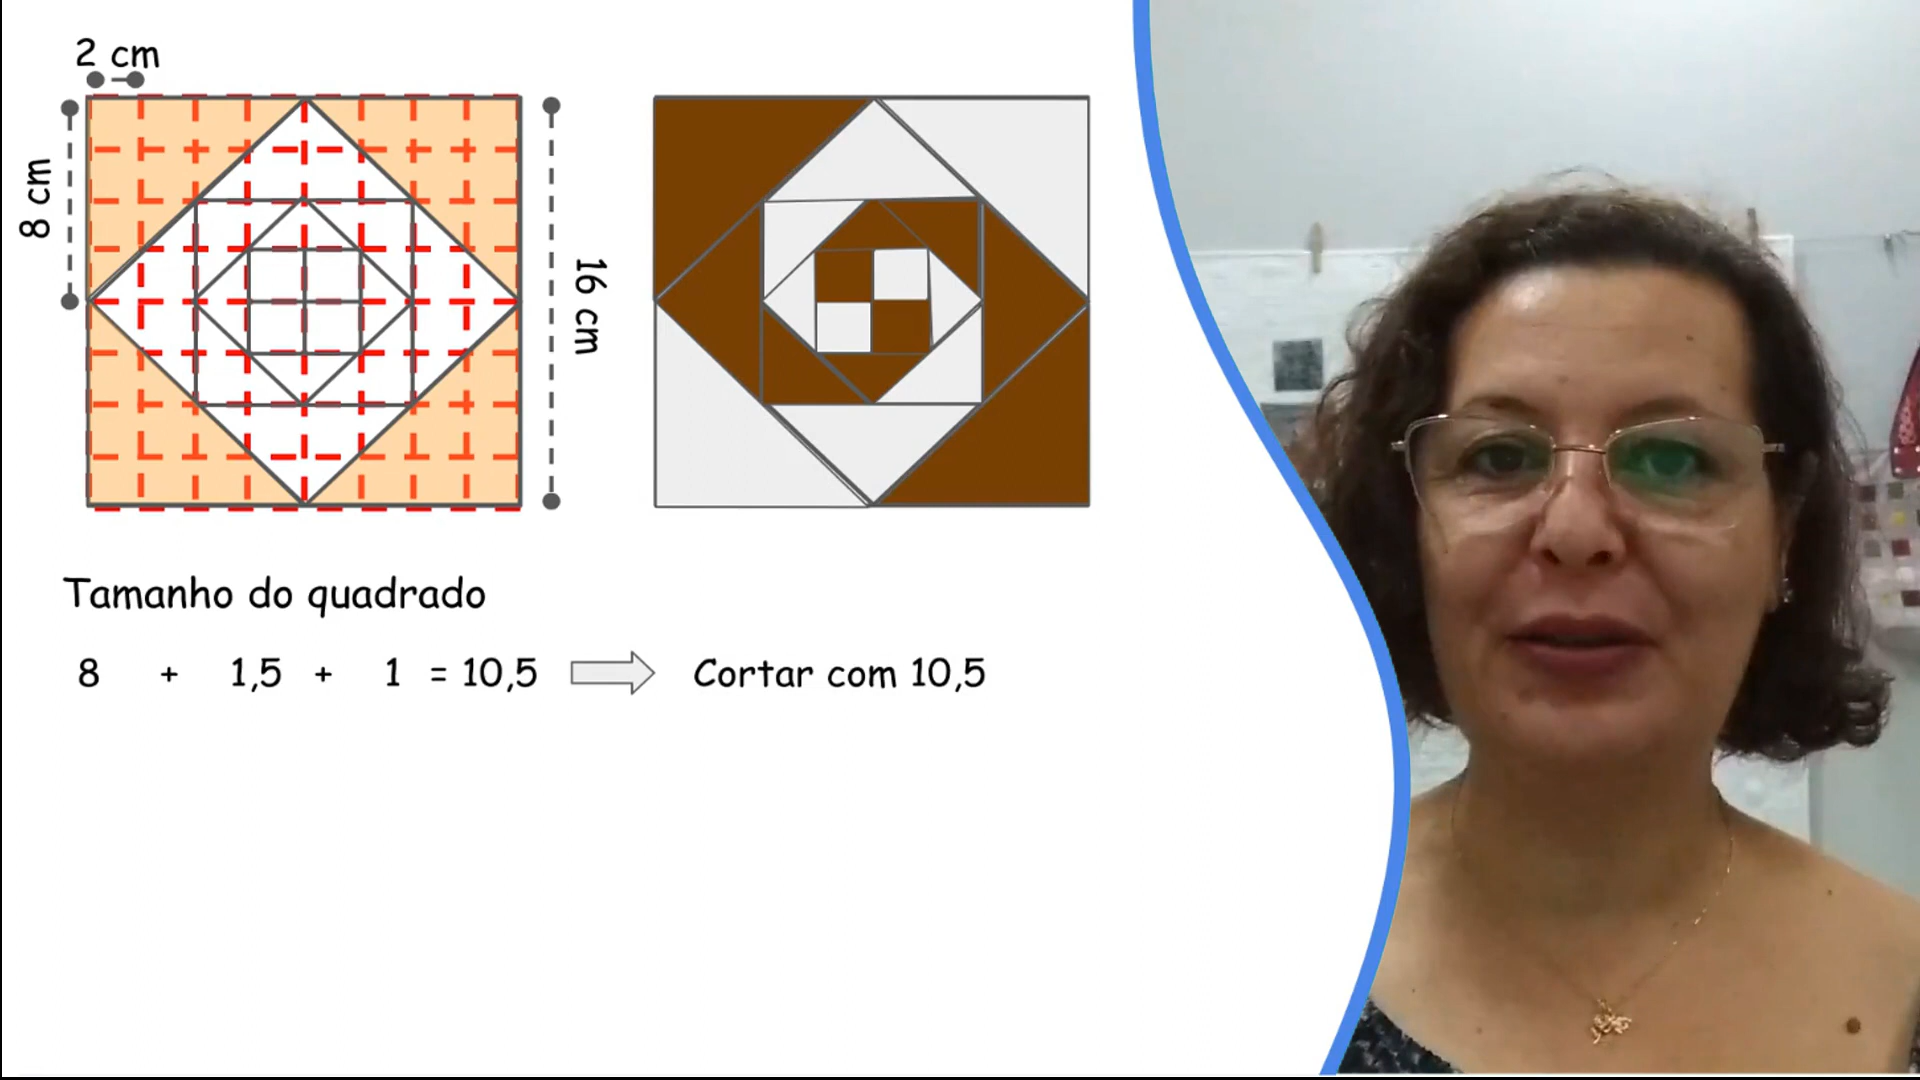 2 cm
8 cm
16 cm
Tamanho do quadrado
8 + 1,5 + 1 = 10,5 Cortar com 10,5